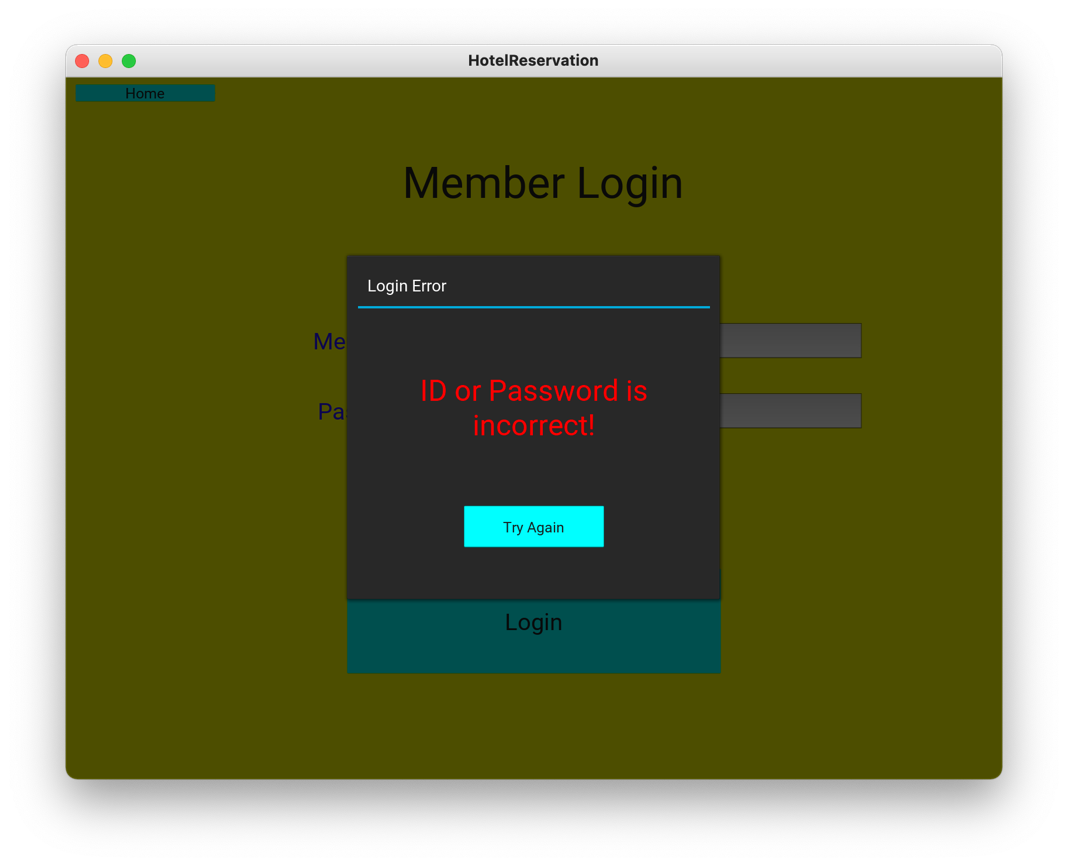 HotelReservation
Home
Member Login
Login Error
Me
ID or Password is
incorrect!
Pa
Try Again
Login